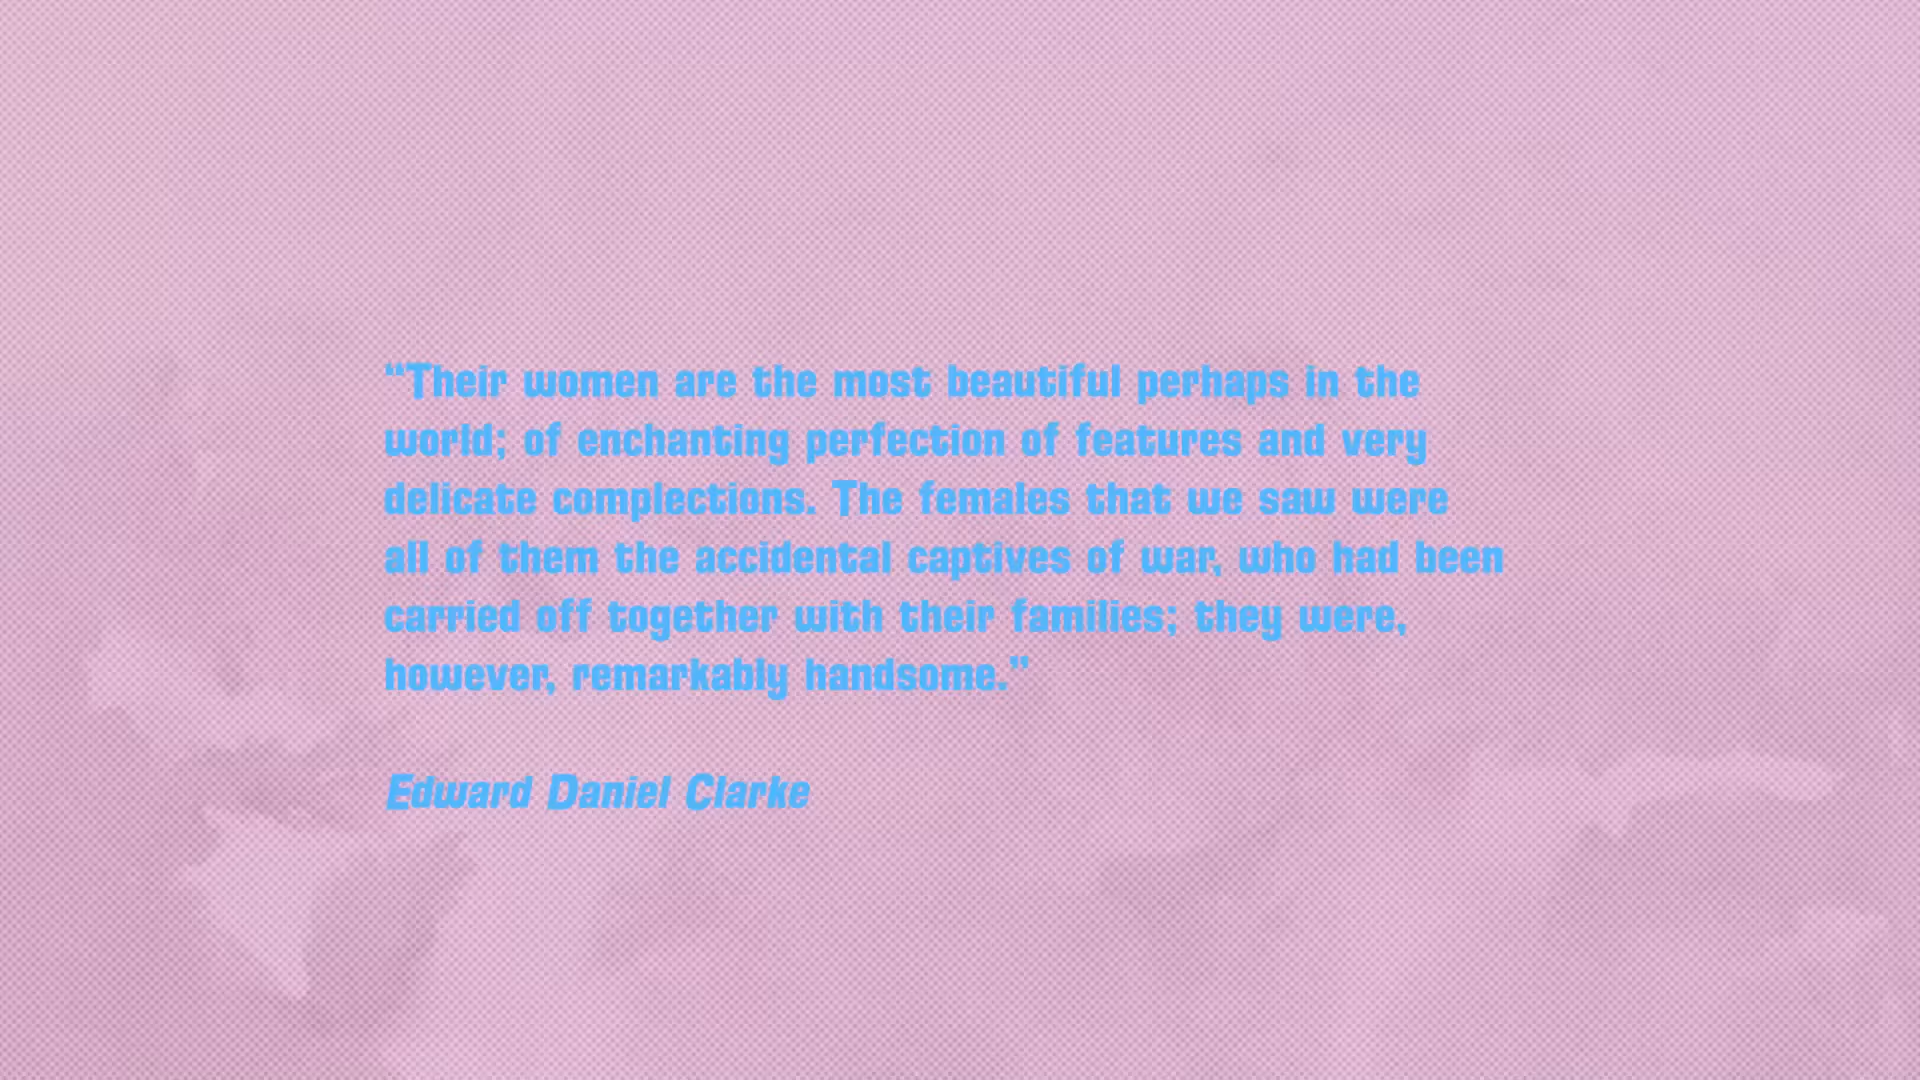 “Their women are the most beautiful perhaps in the
world; of enchanting perfection of features and very
delicate complections. The females that we saw were
all of them the accidental captives of war, who had been
carried off together with their families; they were,
however, remarkably handsome."
Edward Daniel Clarke